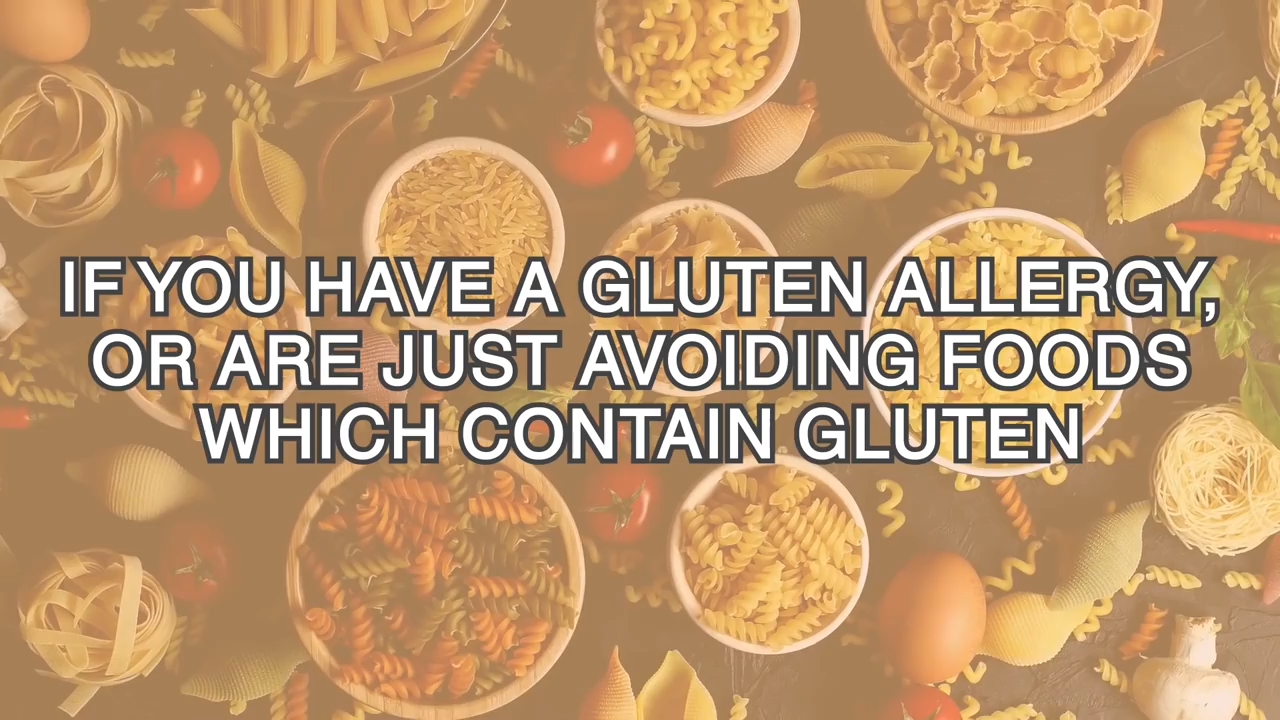 IF YOU HAVE A GLUTEN ALLERGY,
OR ARE JUST AVOIDING FOODS
WHICH CONTAIN GLUTEN